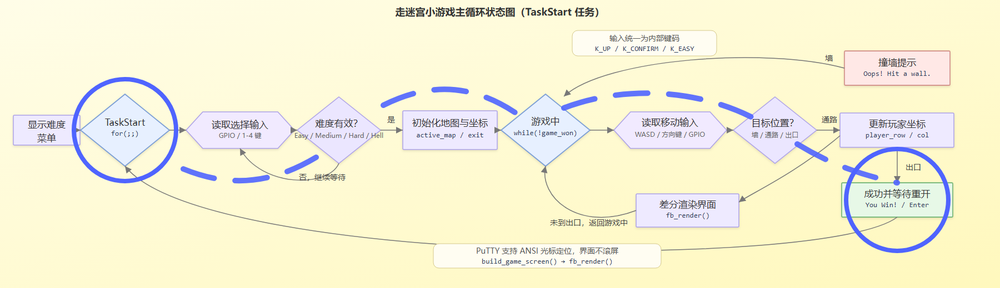 走迷宫小游戏主循环状态图（TaskStart 任务）
输入统一为内部键码
K_UP / K_CONFIRM / K_EASY
墙
撞墙提示
Oops! Hit a wall.
显示难度
菜单
TaskStart
for(;;)
读取选择输入
GPIO / 1-4 键
难度有效?
Easy / Medium / Hard / Hell
否，继续等待
是
初始化地图与坐标
active_map / exit
游戏中
while(!game_won)
读取移动输入
WASD / 方向键 / GPIO
目标位置?
墙 / 通路 / 出口
通路
更新玩家坐标
player_row / col
出口
成功并等待重开
You Win! / Enter
差分渲染界面
fb_render()
未到出口，返回游戏中
PuTTY 支持 ANSI 光标定位，界面不滚屏
build_game_screen() → fb_render()